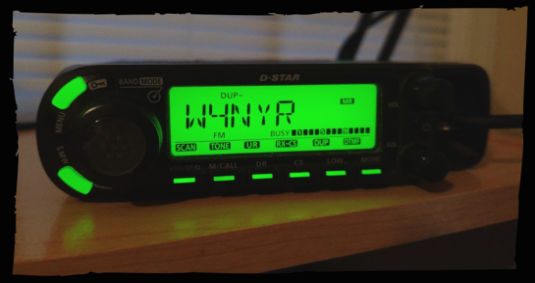 BAND MODE
D-STAR
DUP-
MR
W4NYR
FM BUSY
SCAN TONE UR RX-CS DUP DTMF
MENU
M/CALL DR CS LOW MONI